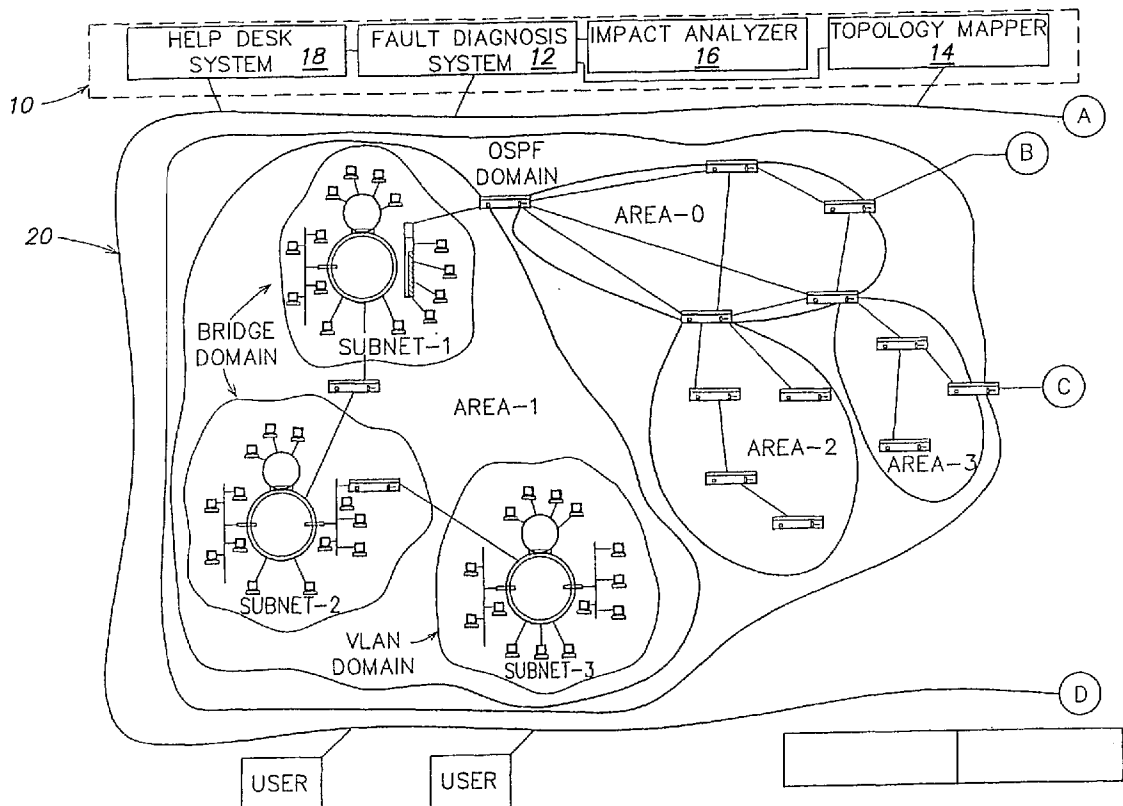 HELP DESK
SYSTEM 18
FAULT DIAGNOSIS
SYSTEM 12
IMPACT ANALYZER
16
TOPOLOGY MAPPER
14
10
A
OSPF
DOMAIN
B
AREA-0
20
BRIDGE
DOMAIN
SUBNET-1
AREA-1
C
AREA-2
AREA-3
SUBNET-2
VLAN
DOMAIN
SUBNET-3
D
USER
USER